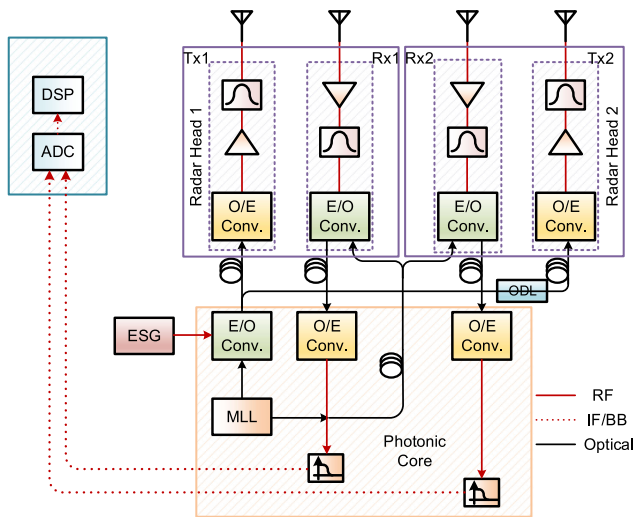 Tx1
Rx1
Rx2
Tx2
DSP
ADC
Radar Head 1
Radar Head 2
O/E
Conv.
E/O
Conv.
E/O
Conv.
O/E
Conv.
ODL
ESG
E/O
Conv.
O/E
Conv.
O/E
Conv.
MLL
Photonic
Core
RF
IF/BB
Optical